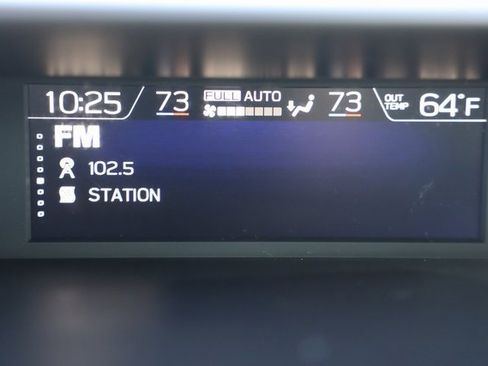 10:25 73 FULL AUTO 73 OUT TEMP 64°F
FM
102.5
STATION